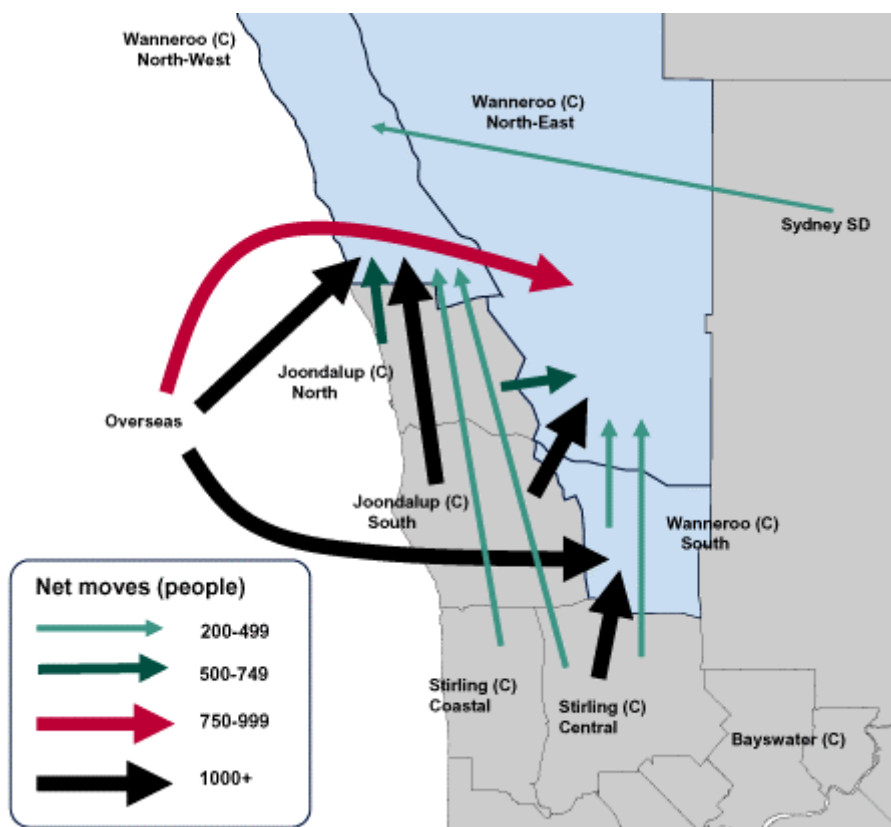 Wanneroo (C)
North-West
Wanneroo (C)
North-East
Sydney SD
Joondalup (C)
North
Overseas
Joondalup (C)
South
Wanneroo (C)
South
Net moves (people)
200-499
500-749
750-999
1000+
Stirling (C)
Coastal
Stirling (C)
Central
Bayswater (C)